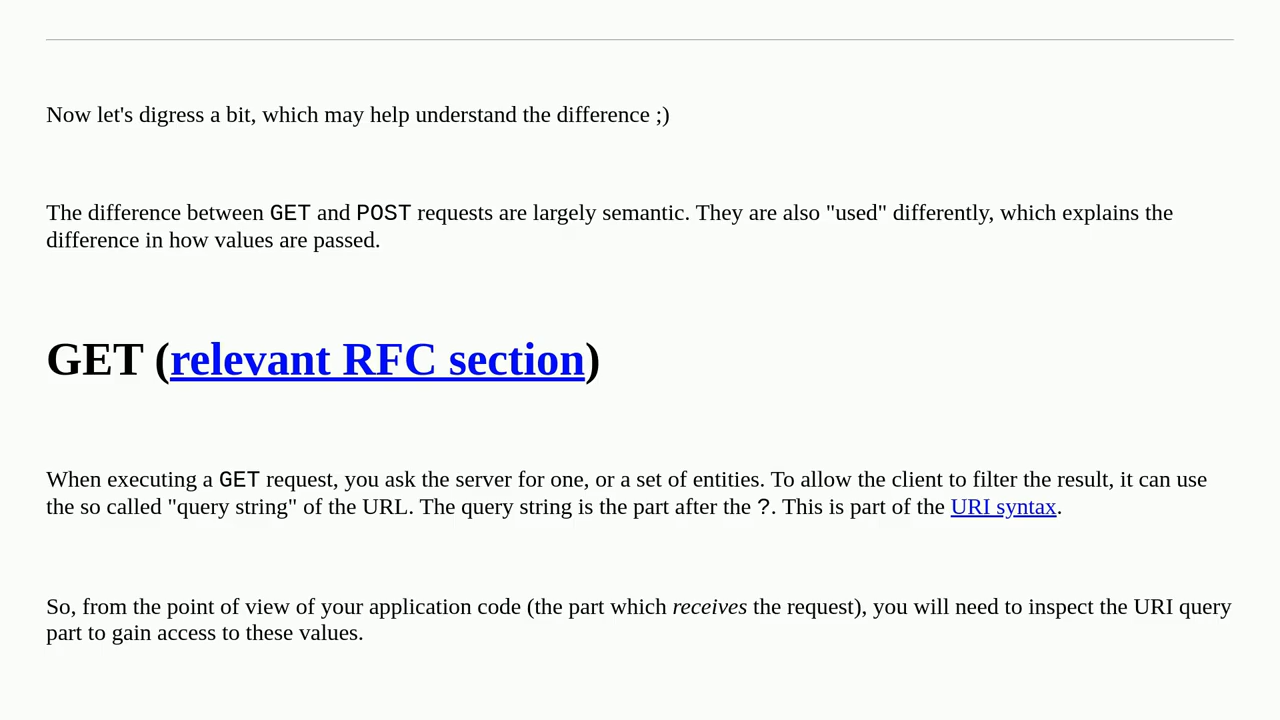 Now let's digress a bit, which may help understand the difference ;)
The difference between GET and POST requests are largely semantic. They are also "used" differently, which explains the
difference in how values are passed.
GET (relevant RFC section)
When executing a GET request, you ask the server for one, or a set of entities. To allow the client to filter the result, it can use
the so called "query string" of the URL. The query string is the part after the ?. This is part of the URI syntax.
So, from the point of view of your application code (the part which receives the request), you will need to inspect the URI query
part to gain access to these values.